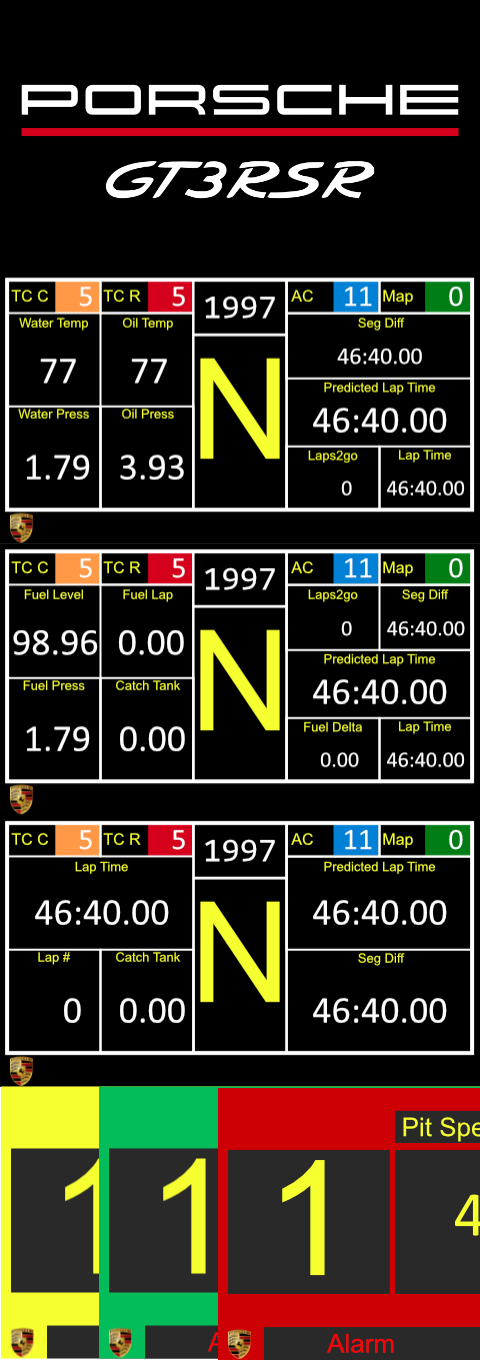 PORSCHE
GT3RSR
TC C 5 TC R 5 1997 AC 11 Map 0
Water Temp Oil Temp Seg Diff
77 77 N 46:40.00
Predicted Lap Time
46:40.00
Water Press Oil Press Laps2go Lap Time
1.79 3.93 0 46:40.00
TC C 5 TC R 5 1997 AC 11 Map 0
Fuel Level Fuel Lap Laps2go Seg Diff
98.96 0.00 N 0 46:40.00
Predicted Lap Time
46:40.00
Fuel Press Catch Tank Fuel Delta Lap Time
1.79 0.00 0.00 46:40.00
TC C 5 TC R 5 1997 AC 11 Map 0
Lap Time Predicted Lap Time
46:40.00 N 46:40.00
Lap # Catch Tank Seg Diff
0 0.00 46:40.00
Pit Spe
1 1 1 4
A Alarm